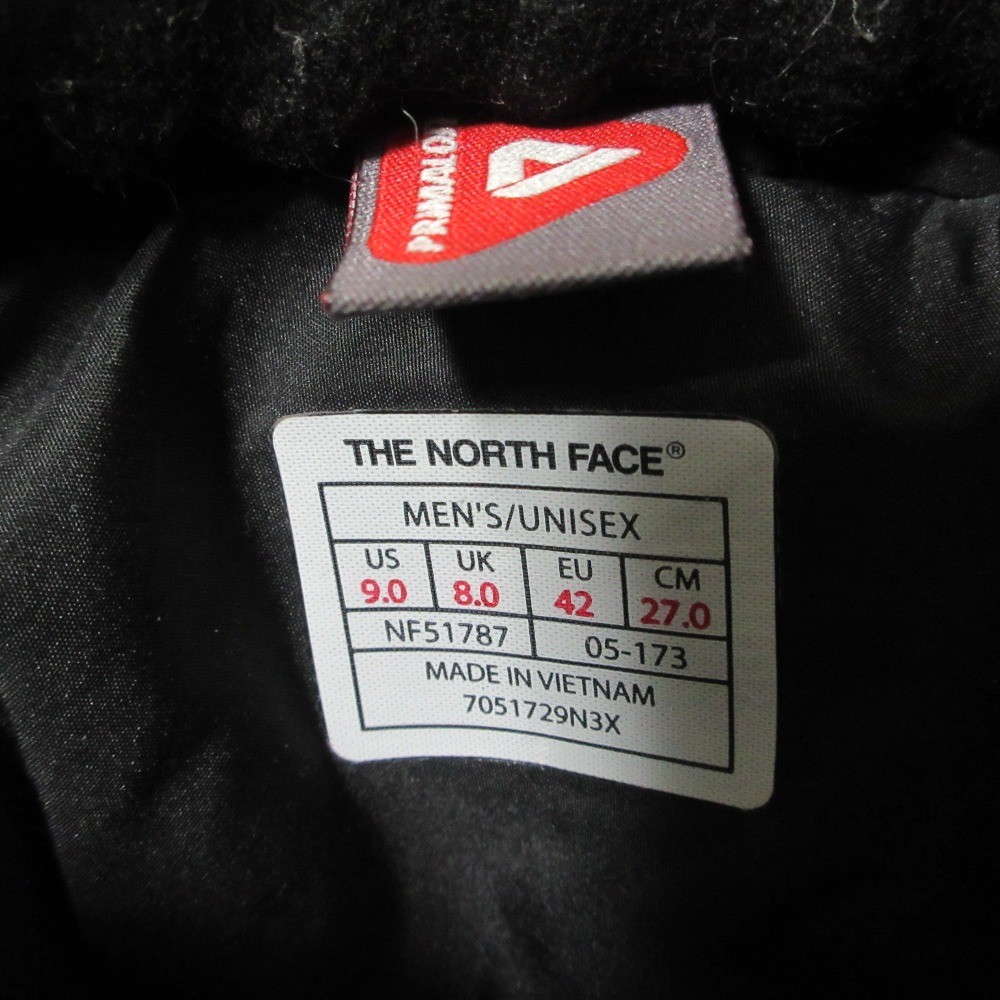 THE NORTH FACE®
MEN'S/UNISEX
US UK EU CM
9.0 8.0 42 27.0
NF51787 05-173
MADE IN VIETNAM
7051729N3X